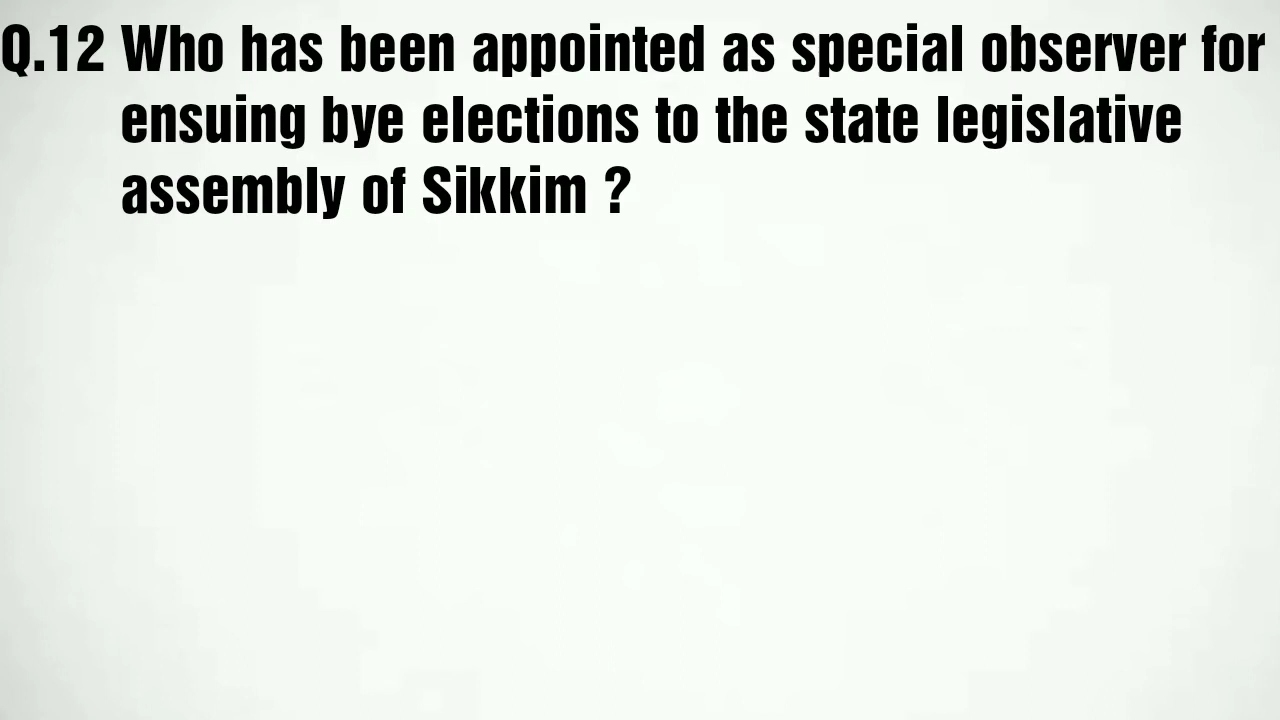 Q.12 Who has been appointed as special observer for
ensuing bye elections to the state legislative
assembly of Sikkim ?